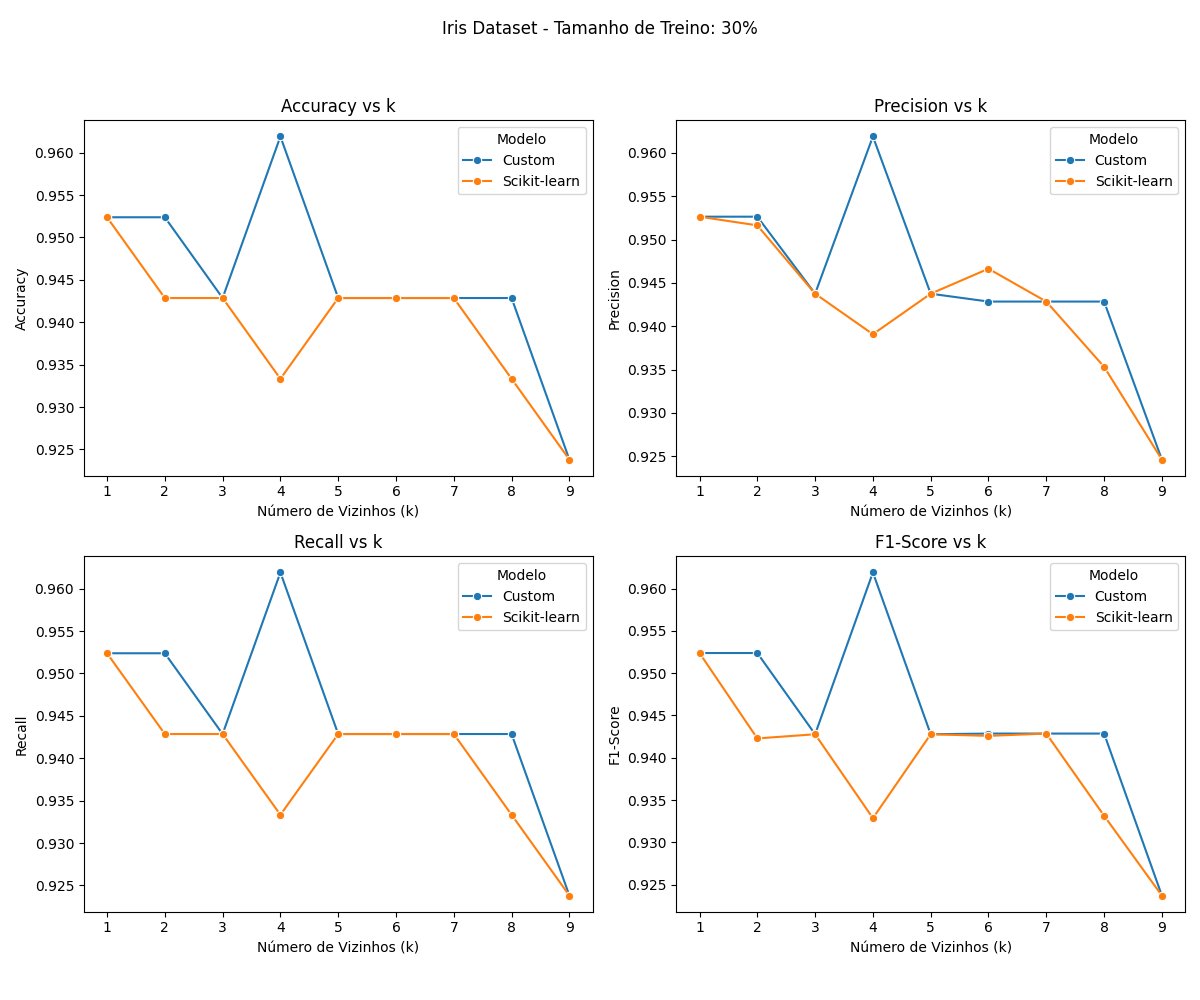 Iris Dataset - Tamanho de Treino: 30%
Accuracy vs k
Accuracy
0.960
0.955
0.950
0.945
0.940
0.935
0.930
0.925
Modelo
Custom
Scikit-learn
1 2 3 4 5 6 7 8 9
Número de Vizinhos (k)
Precision vs k
Precision
0.960
0.955
0.950
0.945
0.940
0.935
0.930
0.925
Modelo
Custom
Scikit-learn
1 2 3 4 5 6 7 8 9
Número de Vizinhos (k)
Recall vs k
Recall
0.960
0.955
0.950
0.945
0.940
0.935
0.930
0.925
Modelo
Custom
Scikit-learn
1 2 3 4 5 6 7 8 9
Número de Vizinhos (k)
F1-Score vs k
F1-Score
0.960
0.955
0.950
0.945
0.940
0.935
0.930
0.925
Modelo
Custom
Scikit-learn
1 2 3 4 5 6 7 8 9
Número de Vizinhos (k)